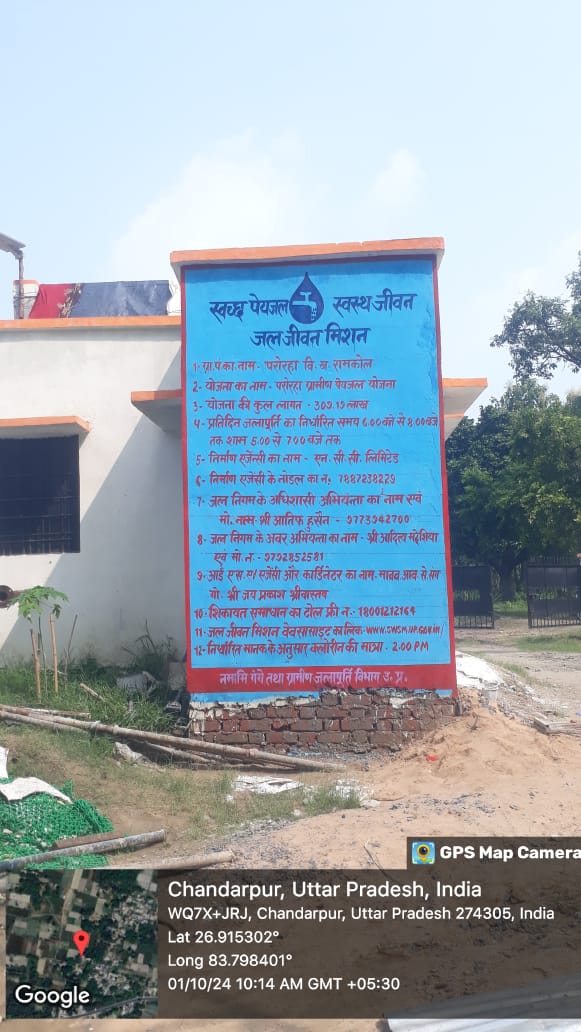 स्वच्छ पेयजल स्वस्थ जीवन
जल जीवन मिशन
1- ग्रा.पं.का. नाम - परोरहा वि.ख. रामकोला
2- योजना का नाम - परोरहा ग्रामीण पेयजल योजना
3- योजना की कुल लागत - 309.19 लाख
4- प्रतिदिन जलापूर्ति का निर्धारित समय 6.00 बजे से 8.00 बजे
तक शाम 5.00 से 7.00 बजे तक
5- निर्माण एजेन्सी का नाम - एन.सी.सी. लिमिटेड
6- निर्माण एजेंसी के नोडल का न. 7887238229
7- जल निगम के अधिशासी अभियन्ता का नाम एवं
मो. नम्ब. श्री आतिफ हुसैन - 9773942700
8- जल निगम के अवर अभियन्ता का नाम - श्री आदित्य मद्देशिया
एवं मो.न. - 9792852581
9- आई.एस.ए/ एजेंसी और कार्डिनेटर का नाम. मानव.
श्री जय प्रकाश श्रीवास्तव
10- शिकायत समाधान का टोल फ्री न.- 18001212164
11- जल जीवन मिशन वेबसासाइट का लिंक- WWW.SWSM.UP.GOV.IN/
12- निर्धारित मानक के अनुसार क्लोरीन की मात्रा - 2.00 PM
नमामि गंगे तथा ग्रामीण जलापूर्ति विभाग उ.प्र.
GPS Map Camera
Chandarpur, Uttar Pradesh, India
WQ7X+JRJ, Chandarpur, Uttar Pradesh 274305, India
Lat 26.915302°
Long 83.798401°
01/10/24 10:14 AM GMT +05:30
Google